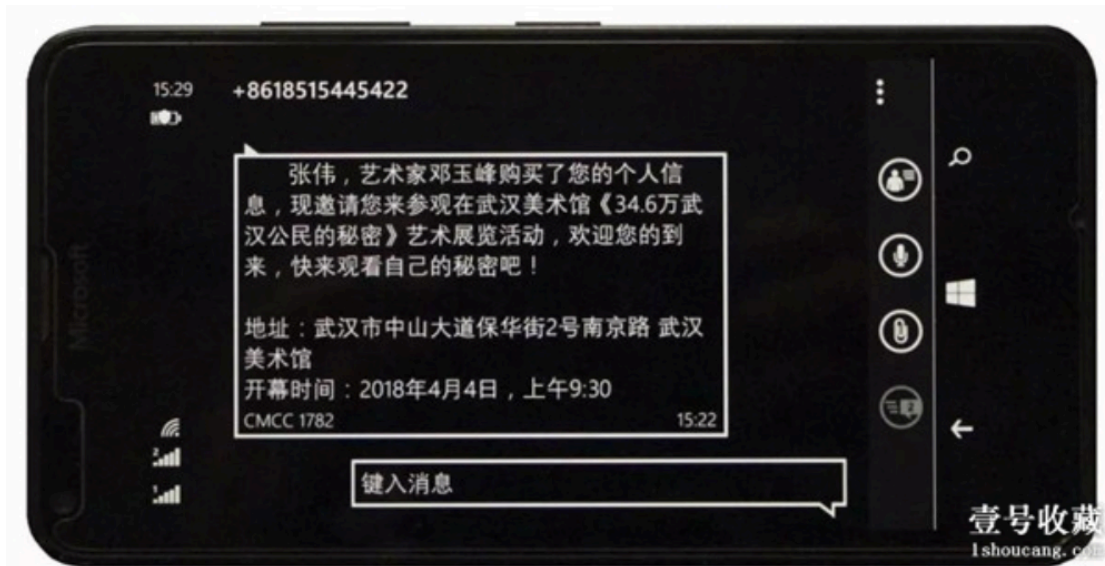 15:29
+8618515445422
张伟，艺术家邓玉峰购买了您的个人信
息，现邀请您来参观在武汉美术馆《34.6万武
汉公民的秘密》艺术展览活动，欢迎您的到
来，快来观看自己的秘密吧！
地址：武汉市中山大道保华街2号南京路 武汉
美术馆
开幕时间：2018年4月4日，上午9:30
CMCC 1782
15:22
键入消息
Microsoft
2
1
壹号收藏
1shoucang.com